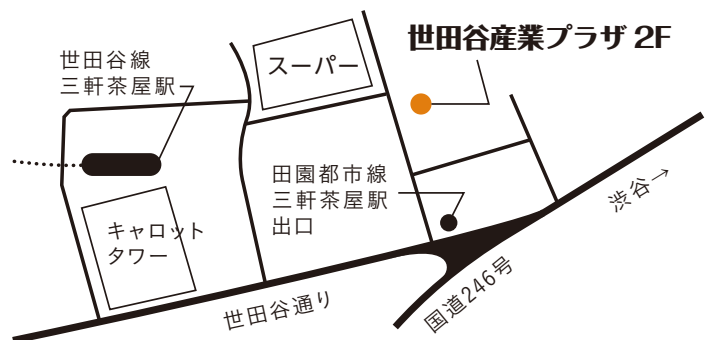 世田谷産業プラザ 2F
世田谷線
三軒茶屋駅
スーパー
田園都市線
三軒茶屋駅
出口
キャロット
タワー
渋谷→
世田谷通り
国道246号